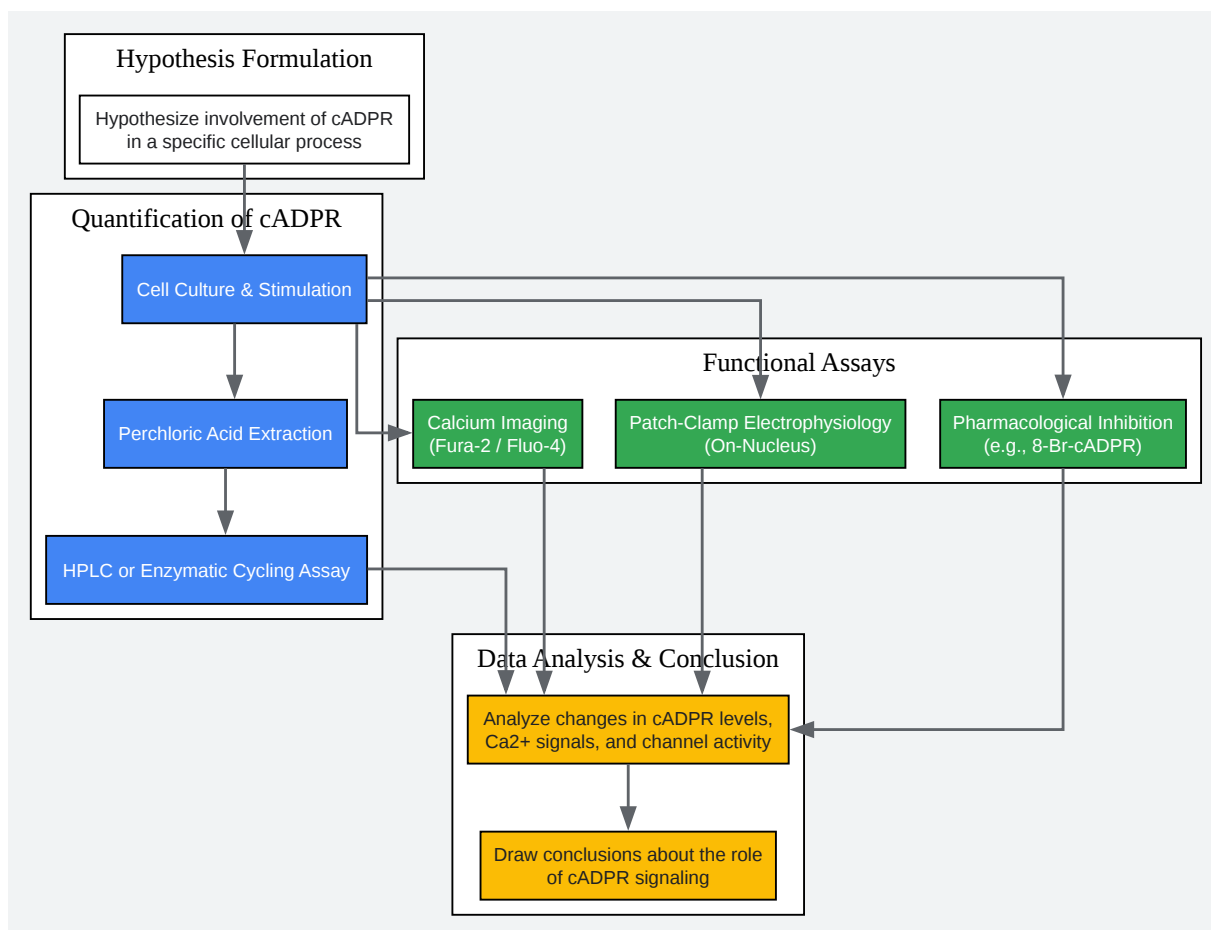 Hypothesis Formulation
Hypothesize involvement of cADPR
in a specific cellular process
Quantification of cADPR
Cell Culture & Stimulation
Perchloric Acid Extraction
HPLC or Enzymatic Cycling Assay
Functional Assays
Calcium Imaging
(Fura-2 / Fluo-4)
Patch-Clamp Electrophysiology
(On-Nucleus)
Pharmacological Inhibition
(e.g., 8-Br-cADPR)
Data Analysis & Conclusion
Analyze changes in cADPR levels,
Ca2+ signals, and channel activity
Draw conclusions about the role
of cADPR signaling